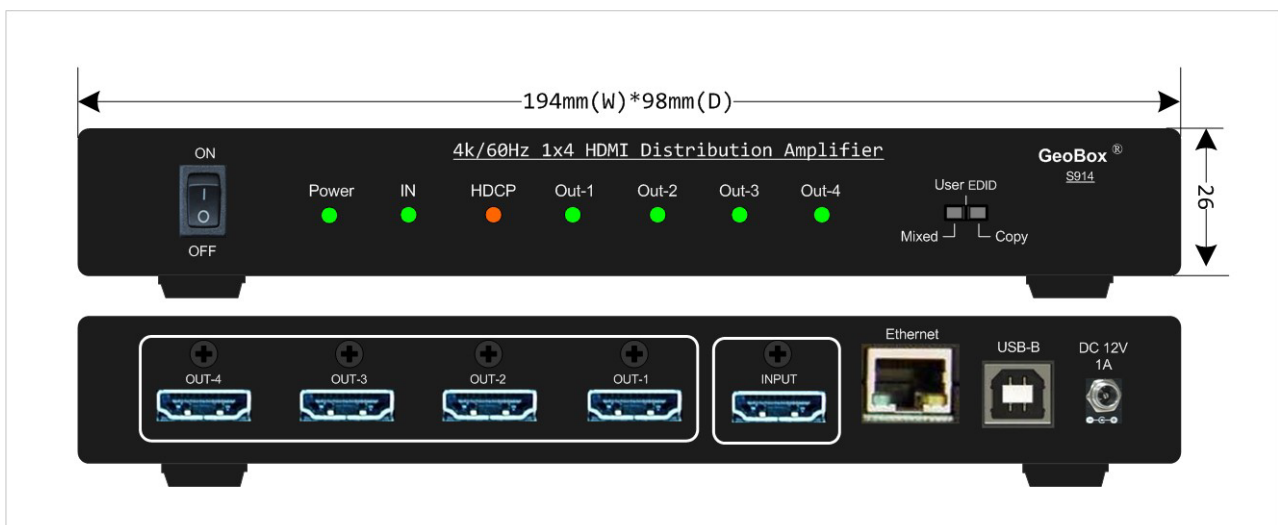 194mm(W)*98mm(D)
4k/60Hz 1x4 HDMI Distribution Amplifier
GeoBox ®
S914
ON
OFF
Power IN HDCP Out-1 Out-2 Out-3 Out-4
User EDID
Mixed Copy
26
Ethernet
USB-B
DC 12V
1A
OUT-4 OUT-3 OUT-2 OUT-1 INPUT